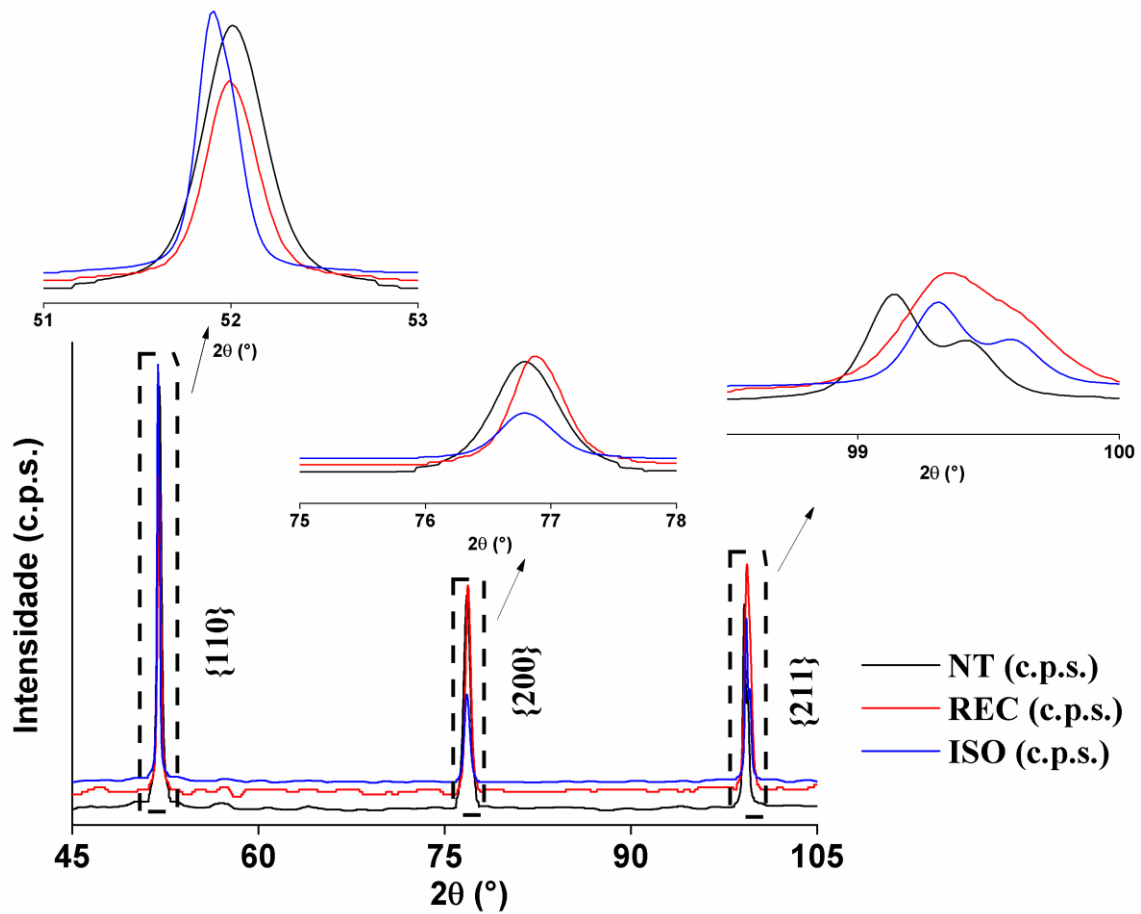 51
52
53
2θ (°)
75
76
77
78
2θ (°)
99
100
2θ (°)
Intensidade (c.p.s.)
{110}
{200}
{211}
NT (c.p.s.)
REC (c.p.s.)
ISO (c.p.s.)
45
60
75
90
105
2θ (°)